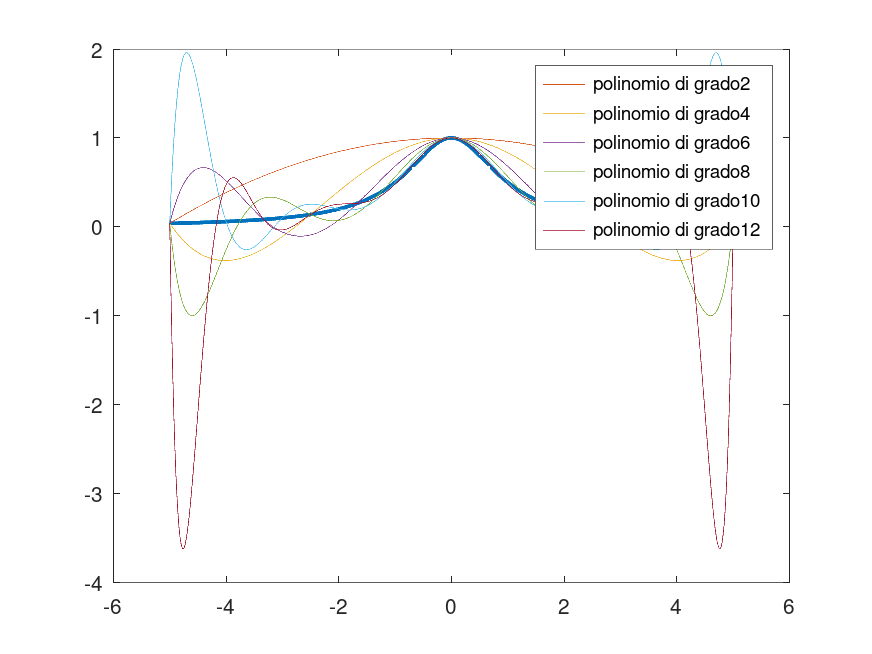 2
1
0
-1
-2
-3
-4
-6
-4
-2
0
2
4
6
polinomio di grado2
polinomio di grado4
polinomio di grado6
polinomio di grado8
polinomio di grado10
polinomio di grado12